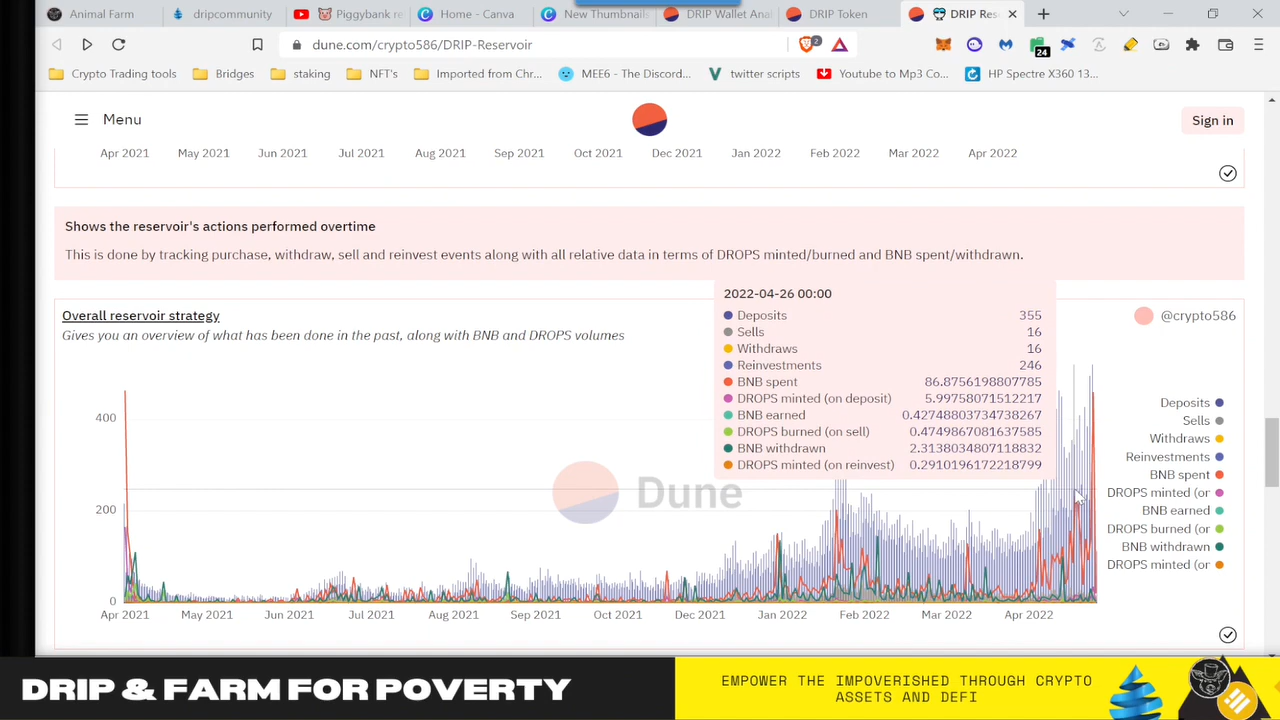 Animal Farm
dripcommunity
Piggybank re
Home - Canva
New Thumbnails
DRIP Wallet Ana
DRIP Token
DRIP Res
dune.com/crypto586/DRIP-Reservoir
2
24
Crypto Trading tools
Bridges
staking
NFT's
Imported from Chr...
MEE6 - The Discord...
twitter scripts
Youtube to Mp3 Co...
HP Spectre X360 13...
Menu
Sign in
Apr 2021 May 2021 Jun 2021 Jul 2021 Aug 2021 Sep 2021 Oct 2021 Dec 2021 Jan 2022 Feb 2022 Mar 2022 Apr 2022
Shows the reservoir's actions performed overtime
This is done by tracking purchase, withdraw, sell and reinvest events along with all relative data in terms of DROPS minted/burned and BNB spent/withdrawn.
Overall reservoir strategy
Gives you an overview of what has been done in the past, along with BNB and DROPS volumes
@crypto586
2022-04-26 00:00
Deposits 355
Sells 16
Withdraws 16
Reinvestments 246
BNB spent 86.8756198807785
DROPS minted (on deposit) 5.99758071512217
BNB earned 0.42748803734738267
DROPS burned (on sell) 0.4749867081637585
BNB withdrawn 2.3138034807118832
DROPS minted (on reinvest) 0.2910196172218799
400
200
0
Dune
Deposits
Sells
Withdraws
Reinvestments
BNB spent
DROPS minted (or
BNB earned
DROPS burned (or
BNB withdrawn
DROPS minted (or
Apr 2021 May 2021 Jun 2021 Jul 2021 Aug 2021 Sep 2021 Oct 2021 Dec 2021 Jan 2022 Feb 2022 Mar 2022 Apr 2022
DRIP & FARM FOR POVERTY
EMPOWER THE IMPOVERISHED THROUGH CRYPTO
ASSETS AND DEFI